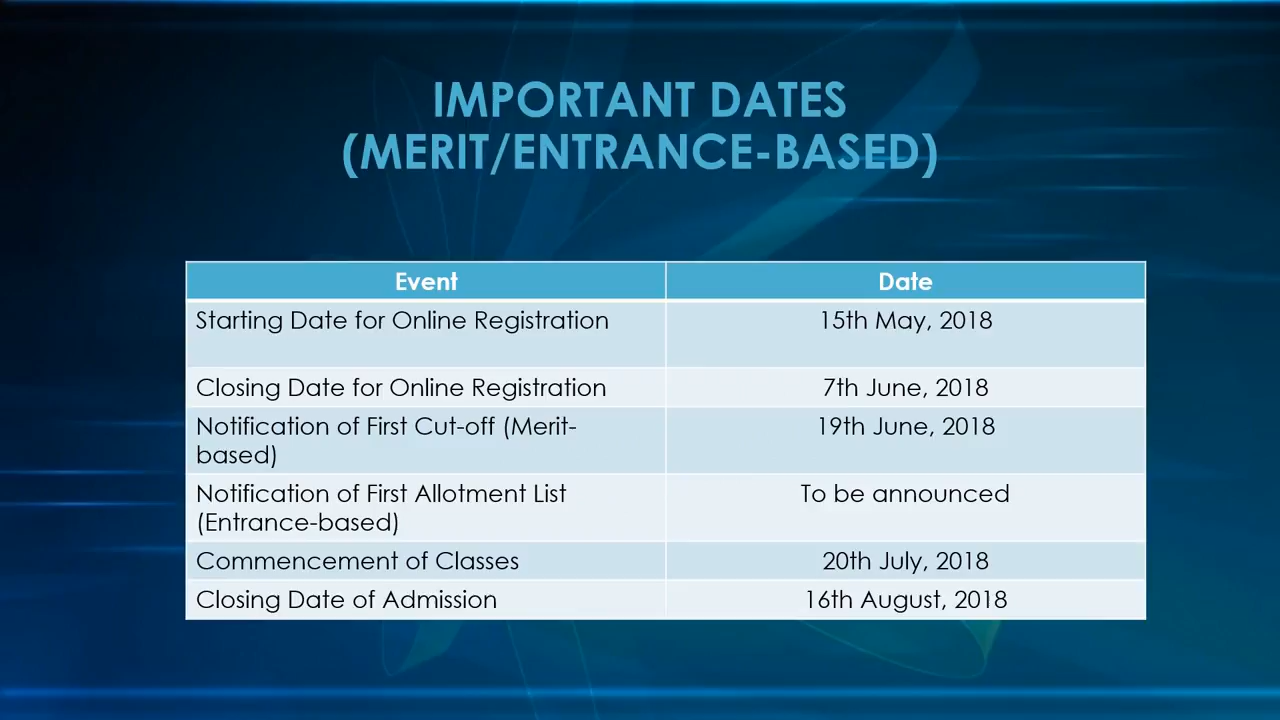 IMPORTANT DATES
(MERIT/ENTRANCE-BASED)
Event Date
Starting Date for Online Registration 15th May, 2018
Closing Date for Online Registration 7th June, 2018
Notification of First Cut-off (Merit- 19th June, 2018
based)
Notification of First Allotment List To be announced
(Entrance-based)
Commencement of Classes 20th July, 2018
Closing Date of Admission 16th August, 2018